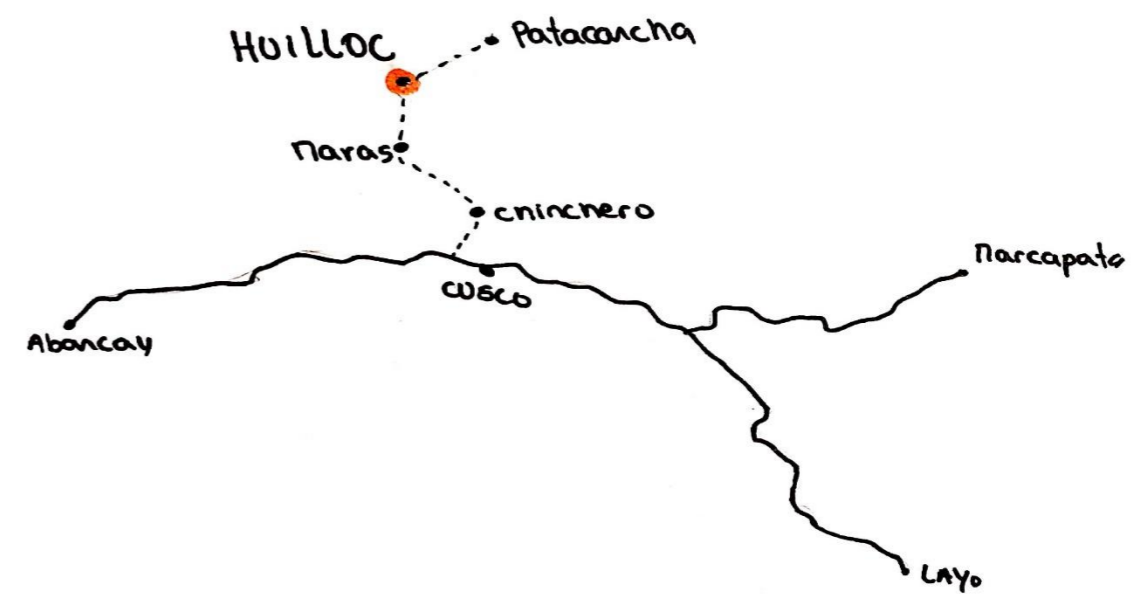 HUILLOC
Patacancha
Maras
Chinchero
Marcapata
CUSCO
Abancay
LAYO